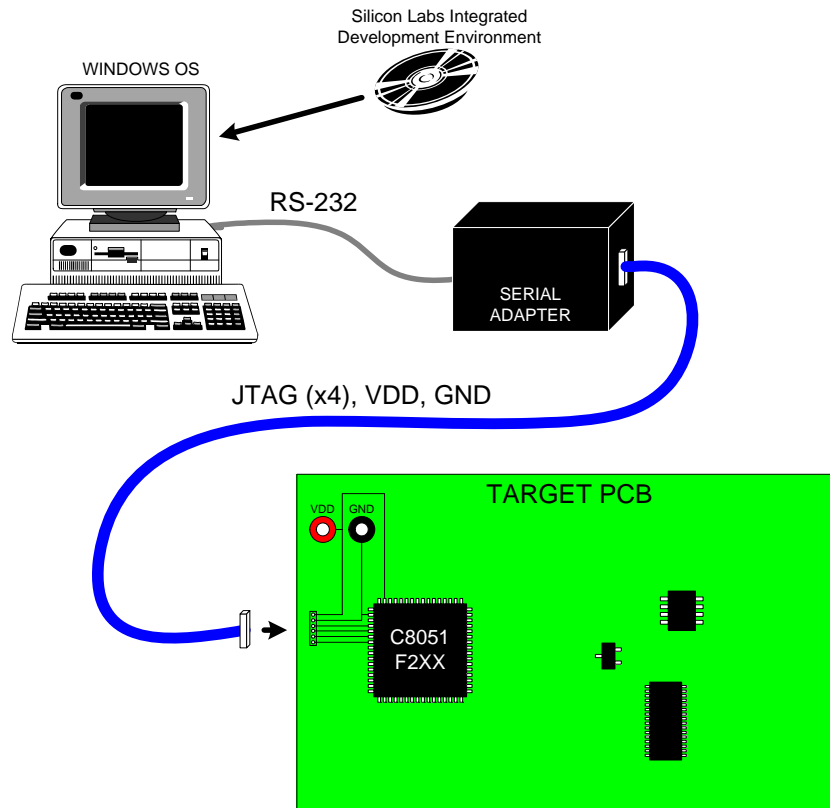 Silicon Labs Integrated
Development Environment
WINDOWS OS
RS-232
SERIAL
ADAPTER
JTAG (x4), VDD, GND
TARGET PCB
VDD GND
C8051
F2XX